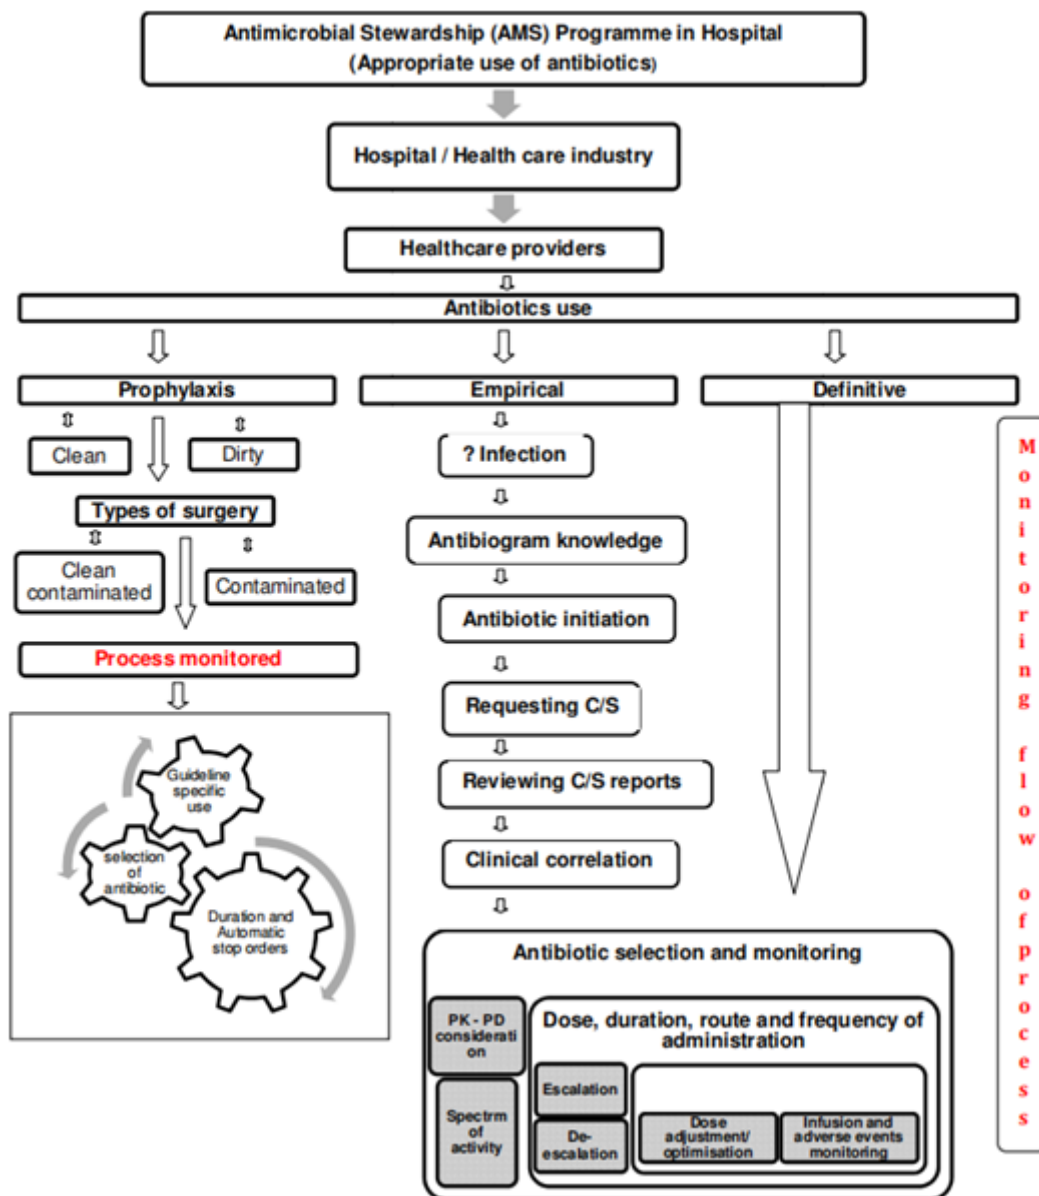 Antimicrobial Stewardship (AMS) Programme in Hospital
(Appropriate use of antibiotics)
Hospital / Health care industry
Healthcare providers
Antibiotics use
Prophylaxis
Clean
Dirty
Types of surgery
Clean
contaminated
Contaminated
Process monitored
Guideline
specific
use
selection
of
antibiotic
Duration and
Automatic
stop orders
Empirical
? Infection
Antibiogram knowledge
Antibiotic initiation
Requesting C/S
Reviewing C/S reports
Clinical correlation
Definitive
Antibiotic selection and monitoring
PK - PD
considerati
on
Spectrm
of
activity
Dose, duration, route and frequency of
administration
Escalation
De-
escalation
Dose
adjustment/
optimisation
Infusion and
adverse events
monitoring
Monitoring flow of process